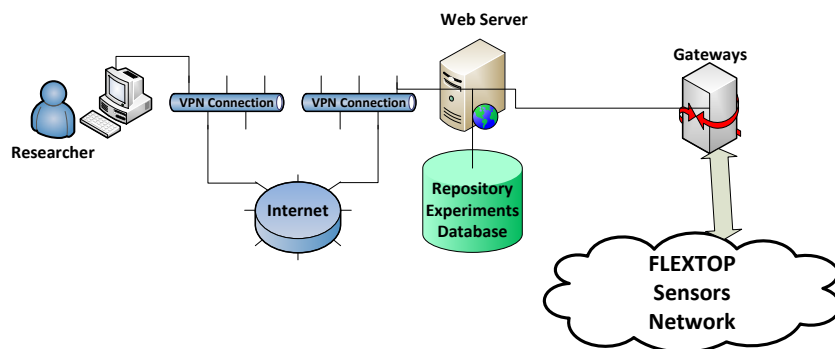 Web Server
Gateways
VPN Connection
VPN Connection
Researcher
Internet
Repository
Experiments
Database
FLEXTOP
Sensors
Network